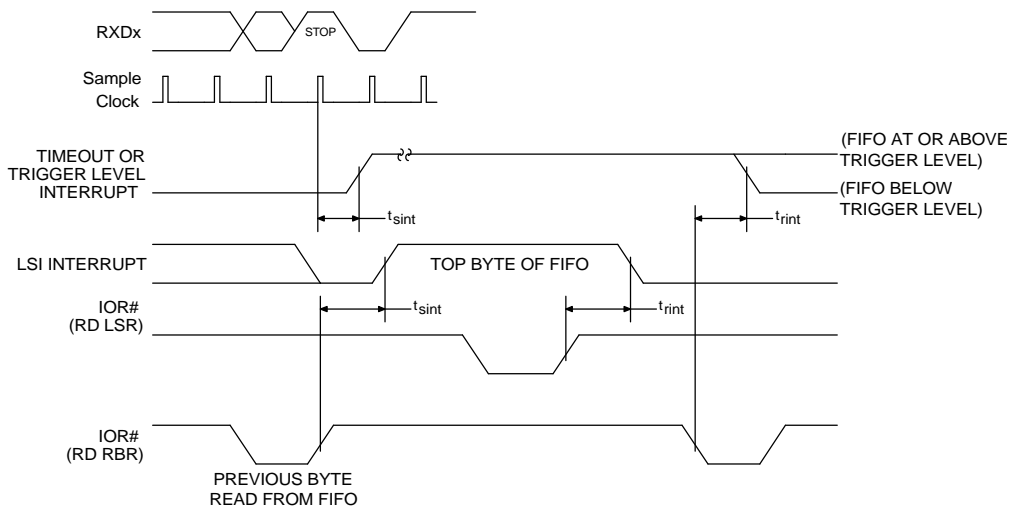 RXDx
STOP
Sample
Clock
TIMEOUT OR
TRIGGER LEVEL
INTERRUPT
(FIFO AT OR ABOVE
TRIGGER LEVEL)
(FIFO BELOW
TRIGGER LEVEL)
tsint
trint
LSI INTERRUPT
TOP BYTE OF FIFO
IOR#
(RD LSR)
tsint
trint
IOR#
(RD RBR)
PREVIOUS BYTE
READ FROM FIFO